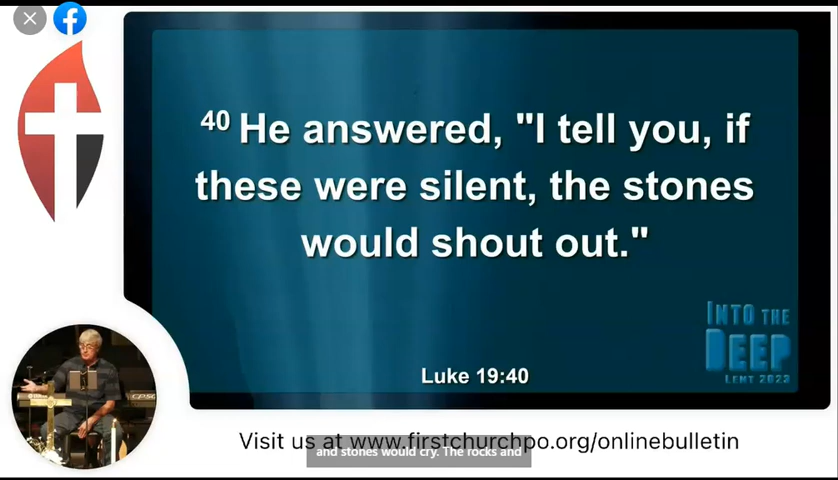 40 He answered, "I tell you, if
these were silent, the stones
would shout out."
INTO THE
DEEP
LENT 2023
Luke 19:40
Visit us at www.firstchurchpo.org/onlinebulletin
and stones would cry. The rocks and